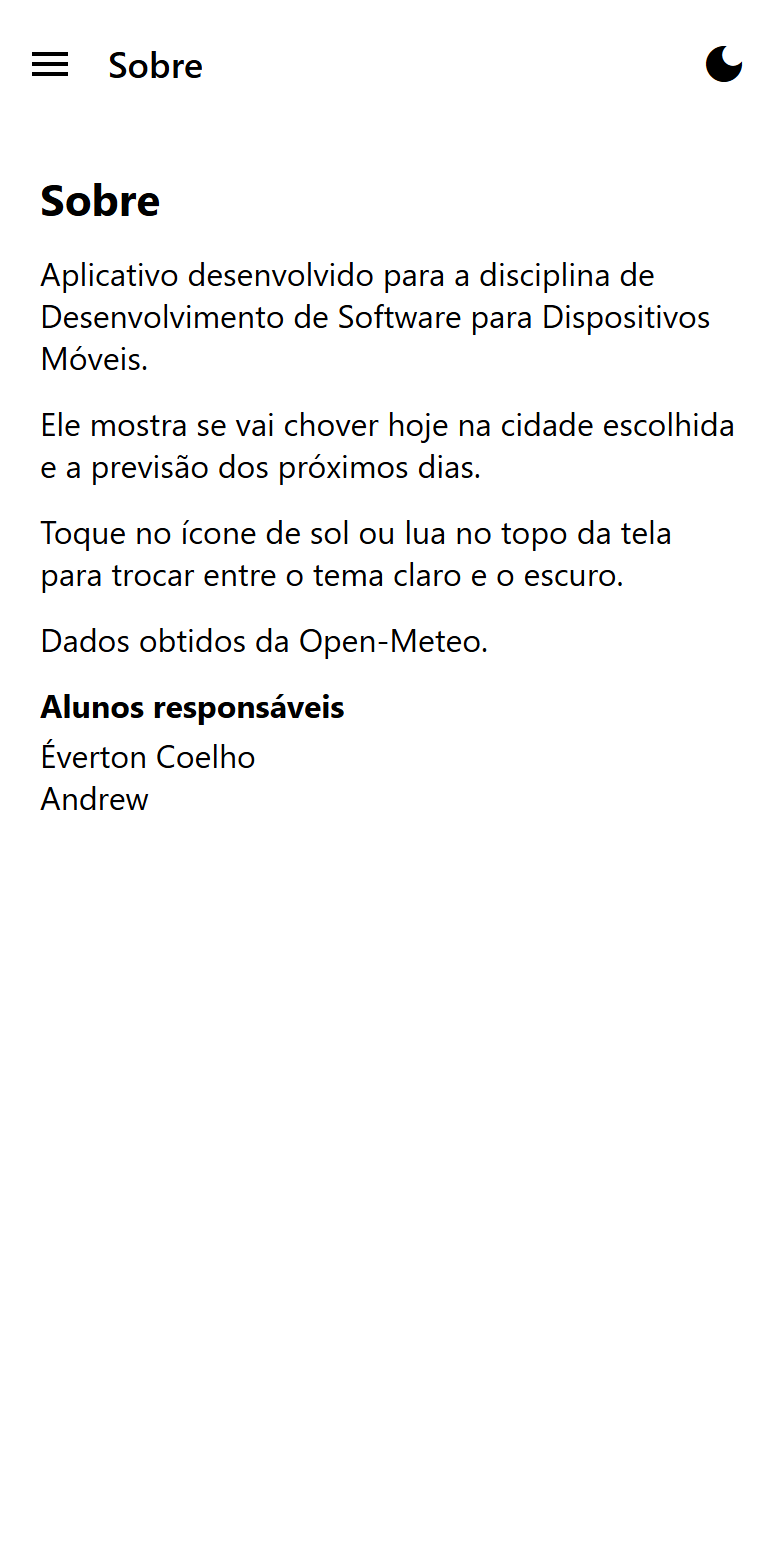 Sobre
Sobre
Aplicativo desenvolvido para a disciplina de
Desenvolvimento de Software para Dispositivos
Móveis.
Ele mostra se vai chover hoje na cidade escolhida
e a previsão dos próximos dias.
Toque no ícone de sol ou lua no topo da tela
para trocar entre o tema claro e o escuro.
Dados obtidos da Open-Meteo.
Alunos responsáveis
Éverton Coelho
Andrew